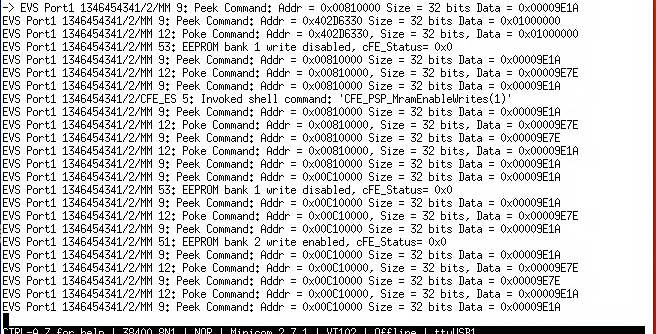 -> EVS Port1 1346454341/2/MM 9: Peek Command: Addr = 0x00810000 Size = 32 bits Data = 0x00009E1A
EVS Port1 1346454341/2/MM 9: Peek Command: Addr = 0x402D6330 Size = 32 bits Data = 0x01000000
EVS Port1 1346454341/2/MM 12: Poke Command: Addr = 0x402D6330, Size = 32 bits, Data = 0x01000000
EVS Port1 1346454341/2/MM 53: EEPROM bank 1 write disabled, cFE_Status= 0x0
EVS Port1 1346454341/2/MM 9: Peek Command: Addr = 0x00810000 Size = 32 bits Data = 0x00009E1A
EVS Port1 1346454341/2/MM 12: Poke Command: Addr = 0x00810000, Size = 32 bits, Data = 0x00009E7E
EVS Port1 1346454341/2/MM 9: Peek Command: Addr = 0x00810000 Size = 32 bits Data = 0x00009E1A
EVS Port1 1346454341/2/CFE_ES 5: Invoked shell command: 'CFE_PSP_MramEnableWrites(1)'
EVS Port1 1346454341/2/MM 9: Peek Command: Addr = 0x00810000 Size = 32 bits Data = 0x00009E1A
EVS Port1 1346454341/2/MM 12: Poke Command: Addr = 0x00810000, Size = 32 bits, Data = 0x00009E7E
EVS Port1 1346454341/2/MM 9: Peek Command: Addr = 0x00810000 Size = 32 bits Data = 0x00009E7E
EVS Port1 1346454341/2/MM 12: Poke Command: Addr = 0x00810000, Size = 32 bits, Data = 0x00009E1A
EVS Port1 1346454341/2/MM 9: Peek Command: Addr = 0x00810000 Size = 32 bits Data = 0x00009E1A
EVS Port1 1346454341/2/MM 9: Peek Command: Addr = 0x00C10000 Size = 32 bits Data = 0x00009E1A
EVS Port1 1346454341/2/MM 53: EEPROM bank 1 write disabled, cFE_Status= 0x0
EVS Port1 1346454341/2/MM 9: Peek Command: Addr = 0x00C10000 Size = 32 bits Data = 0x00009E1A
EVS Port1 1346454341/2/MM 12: Poke Command: Addr = 0x00C10000, Size = 32 bits, Data = 0x00009E7E
EVS Port1 1346454341/2/MM 9: Peek Command: Addr = 0x00C10000 Size = 32 bits Data = 0x00009E1A
EVS Port1 1346454341/2/MM 51: EEPROM bank 2 write enabled, cFE_Status= 0x0
EVS Port1 1346454341/2/MM 9: Peek Command: Addr = 0x00C10000 Size = 32 bits Data = 0x00009E1A
EVS Port1 1346454341/2/MM 12: Poke Command: Addr = 0x00C10000, Size = 32 bits, Data = 0x00009E7E
EVS Port1 1346454341/2/MM 9: Peek Command: Addr = 0x00C10000 Size = 32 bits Data = 0x00009E7E
EVS Port1 1346454341/2/MM 12: Poke Command: Addr = 0x00C10000, Size = 32 bits, Data = 0x00009E1A
EVS Port1 1346454341/2/MM 9: Peek Command: Addr = 0x00C10000 Size = 32 bits Data = 0x00009E1A
CTRL-A Z for help | 38400 8N1 | NOR | Minicom 2.7.1 | VT102 | Offline | ttyUSB1